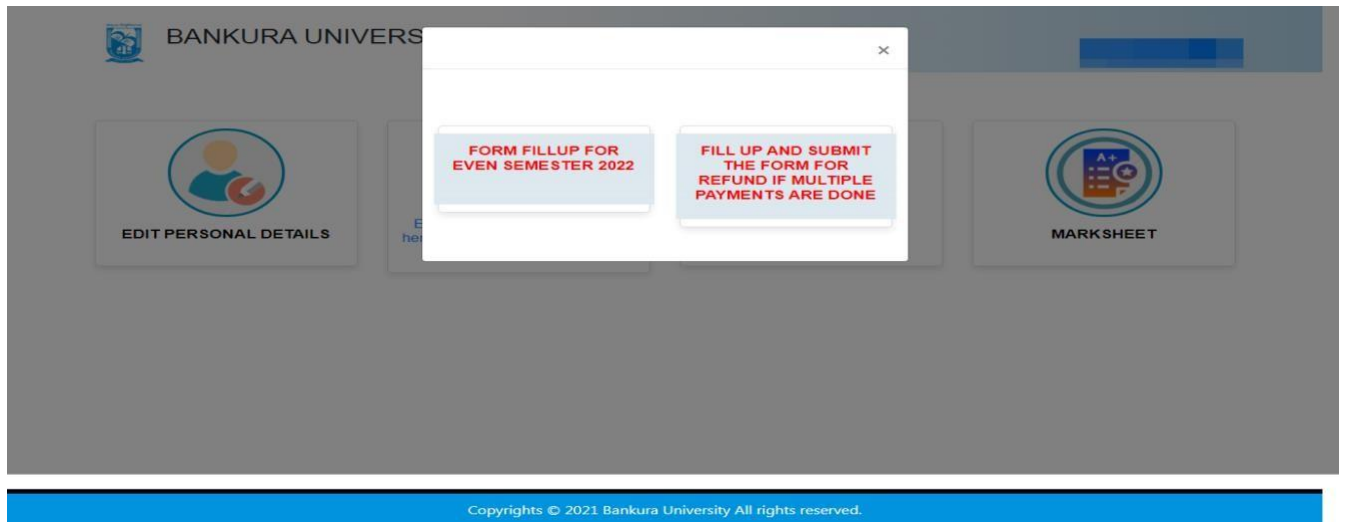 BANKURA UNIVERS
×
FORM FILLUP FOR
EVEN SEMESTER 2022
FILL UP AND SUBMIT
THE FORM FOR
REFUND IF MULTIPLE
PAYMENTS ARE DONE
EDIT PERSONAL DETAILS
E
her
A+
MARKSHEET
Copyrights © 2021 Bankura University All rights reserved.